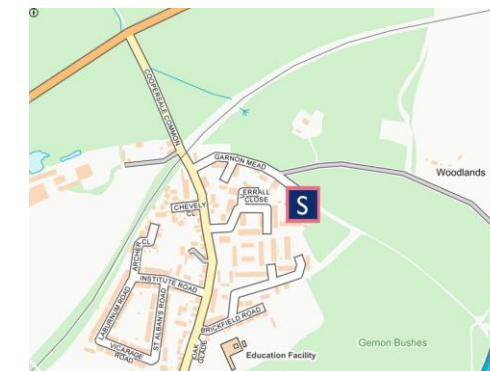 COOPERSALE COMMON
GARNON MEAD
Woodlands
ERRALL
CLOSE
S
CHEVELY
CL
ARCHER
CL
INSTITUTE ROAD
LABURNUM ROAD
ST ALBAN'S ROAD
BRICKFIELD ROAD
VICARAGE
ROAD
OAK
GLADE
Education Facility
Gernon Bushes